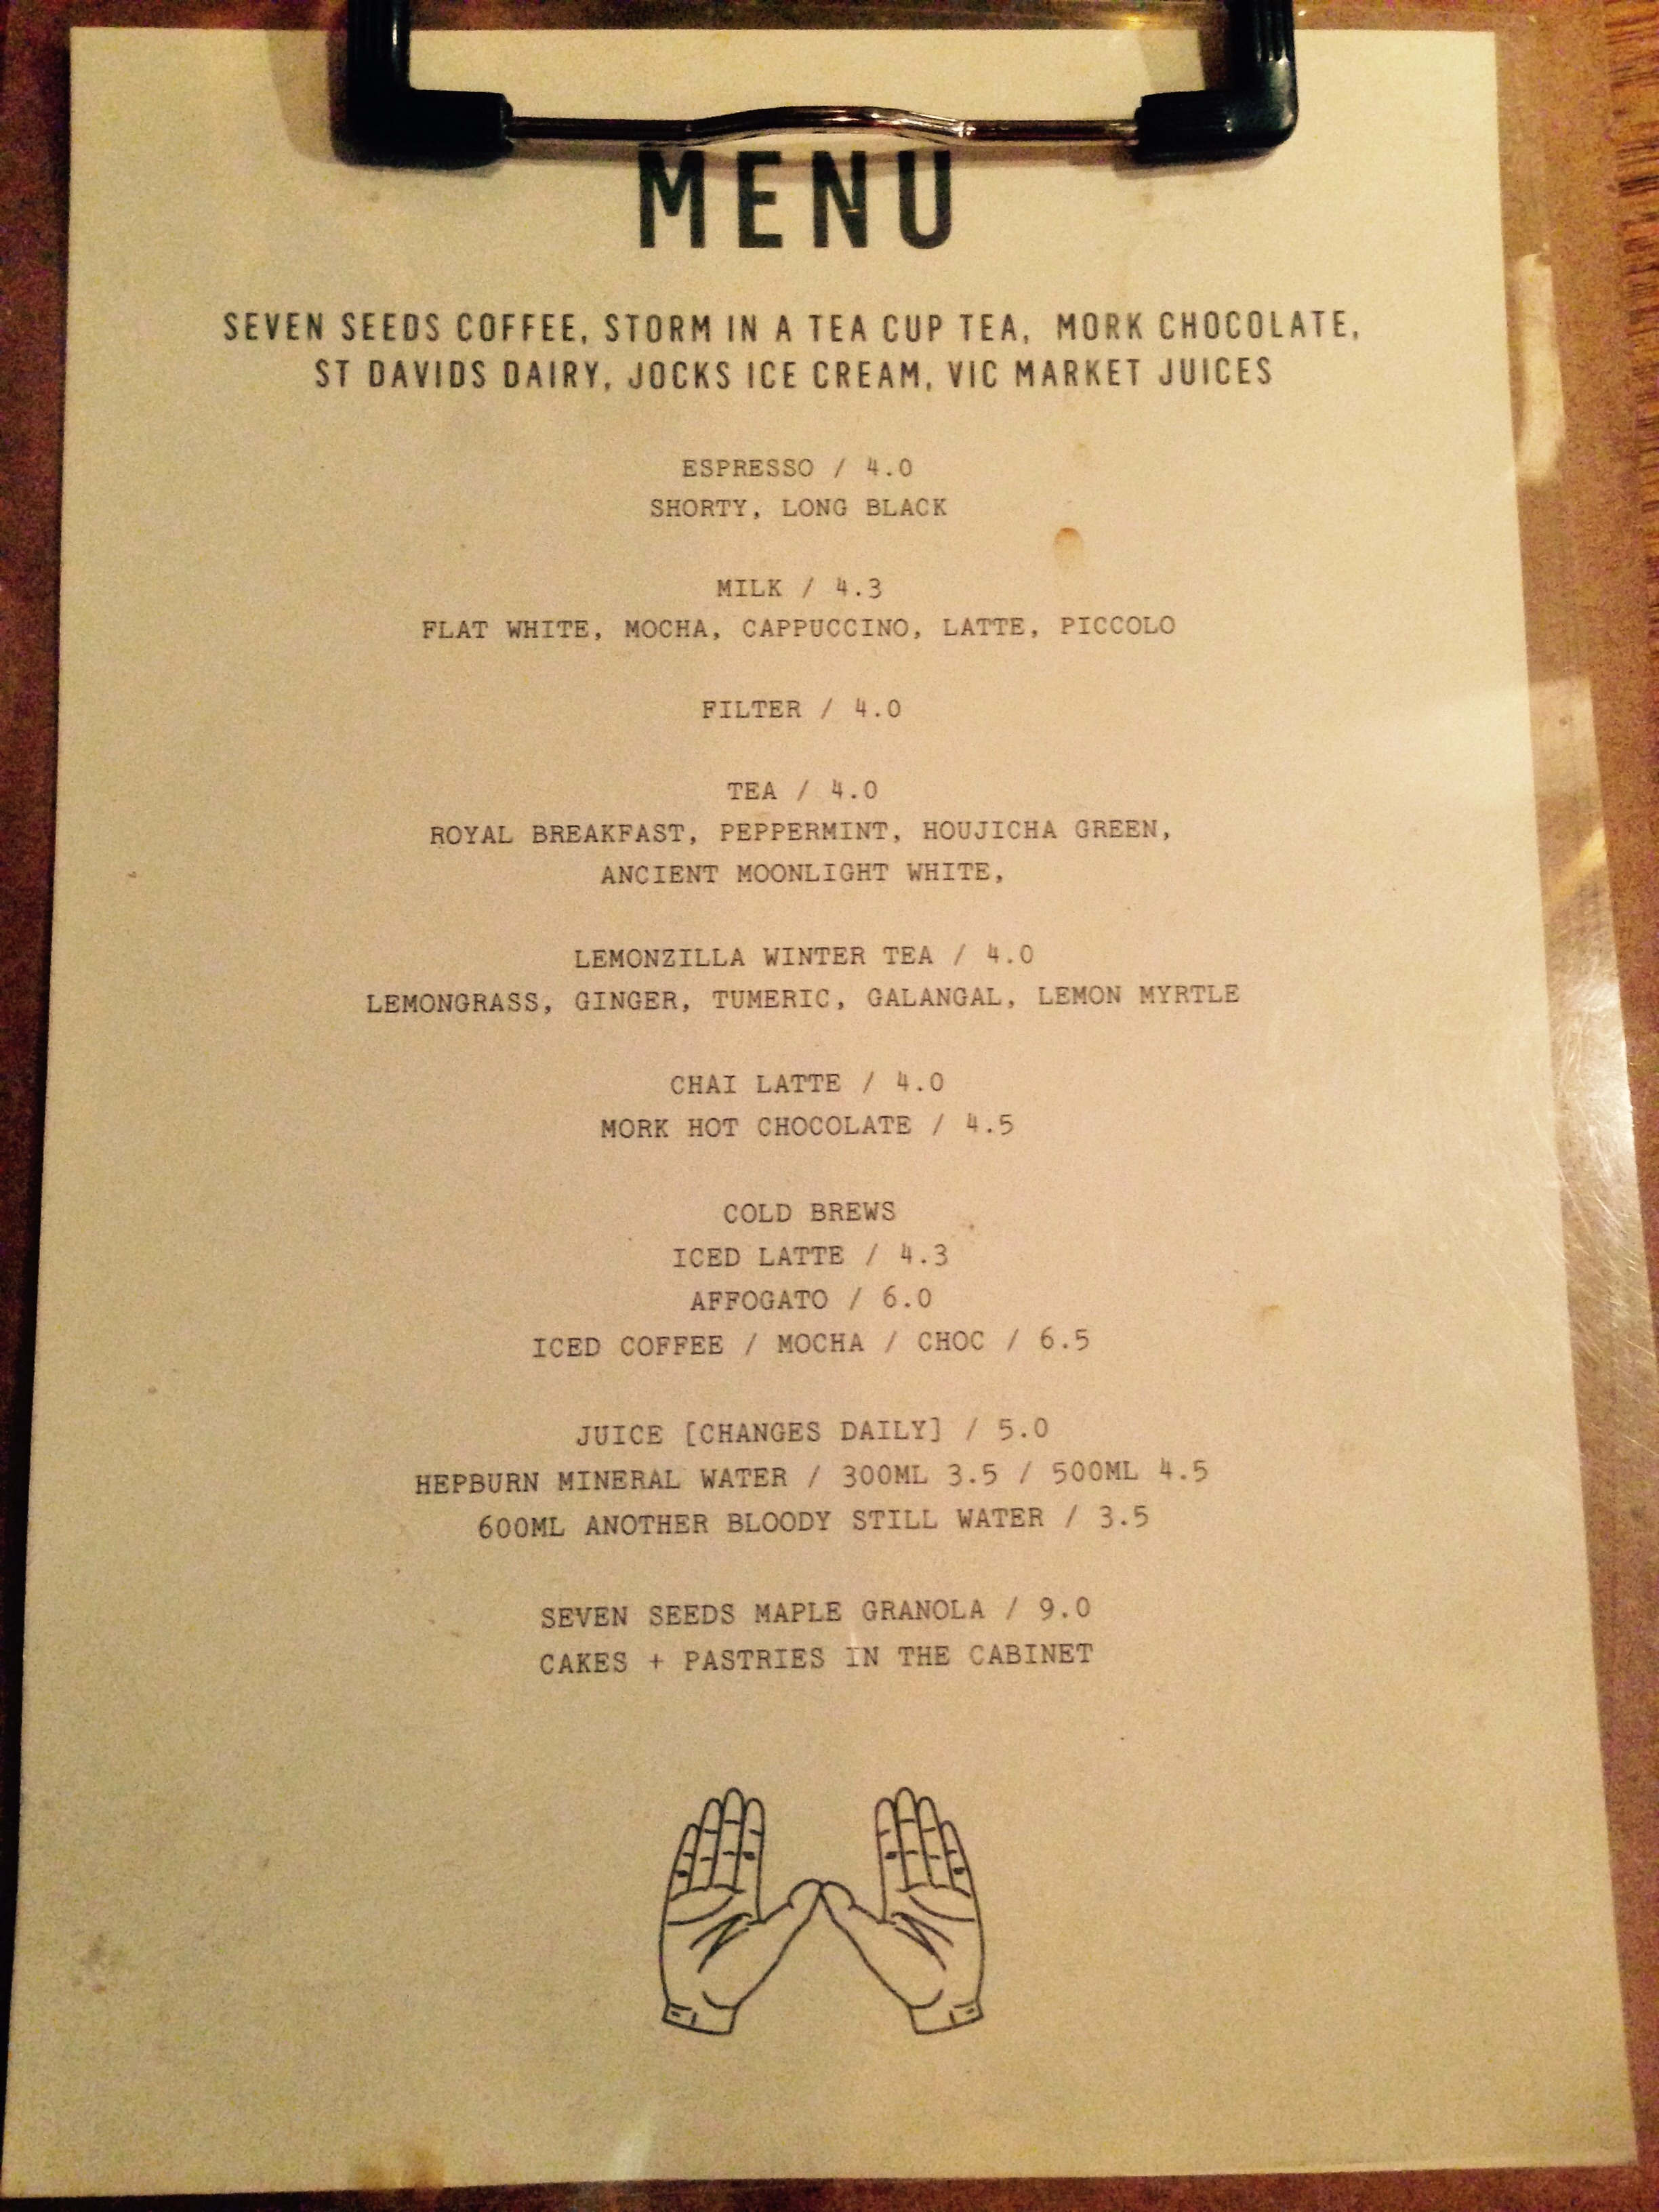 MENU
SEVEN SEEDS COFFEE, STORM IN A TEA CUP TEA, MORK CHOCOLATE,
ST DAVIDS DAIRY, JOCKS ICE CREAM, VIC MARKET JUICES
ESPRESSO / 4.0
SHORTY, LONG BLACK
MILK / 4.3
FLAT WHITE, MOCHA, CAPPUCCINO, LATTE, PICCOLO
FILTER / 4.0
TEA / 4.0
ROYAL BREAKFAST, PEPPERMINT, HOUJICHA GREEN,
ANCIENT MOONLIGHT WHITE,
LEMONZILLA WINTER TEA / 4.0
LEMONGRASS, GINGER, TUMERIC, GALANGAL, LEMON MYRTLE
CHAI LATTE / 4.0
MORK HOT CHOCOLATE / 4.5
COLD BREWS
ICED LATTE / 4.3
AFFOGATO / 6.0
ICED COFFEE / MOCHA / CHOC / 6.5
JUICE [CHANGES DAILY] / 5.0
HEPBURN MINERAL WATER / 300ML 3.5 / 500ML 4.5
600ML ANOTHER BLOODY STILL WATER / 3.5
SEVEN SEEDS MAPLE GRANOLA / 9.0
CAKES + PASTRIES IN THE CABINET